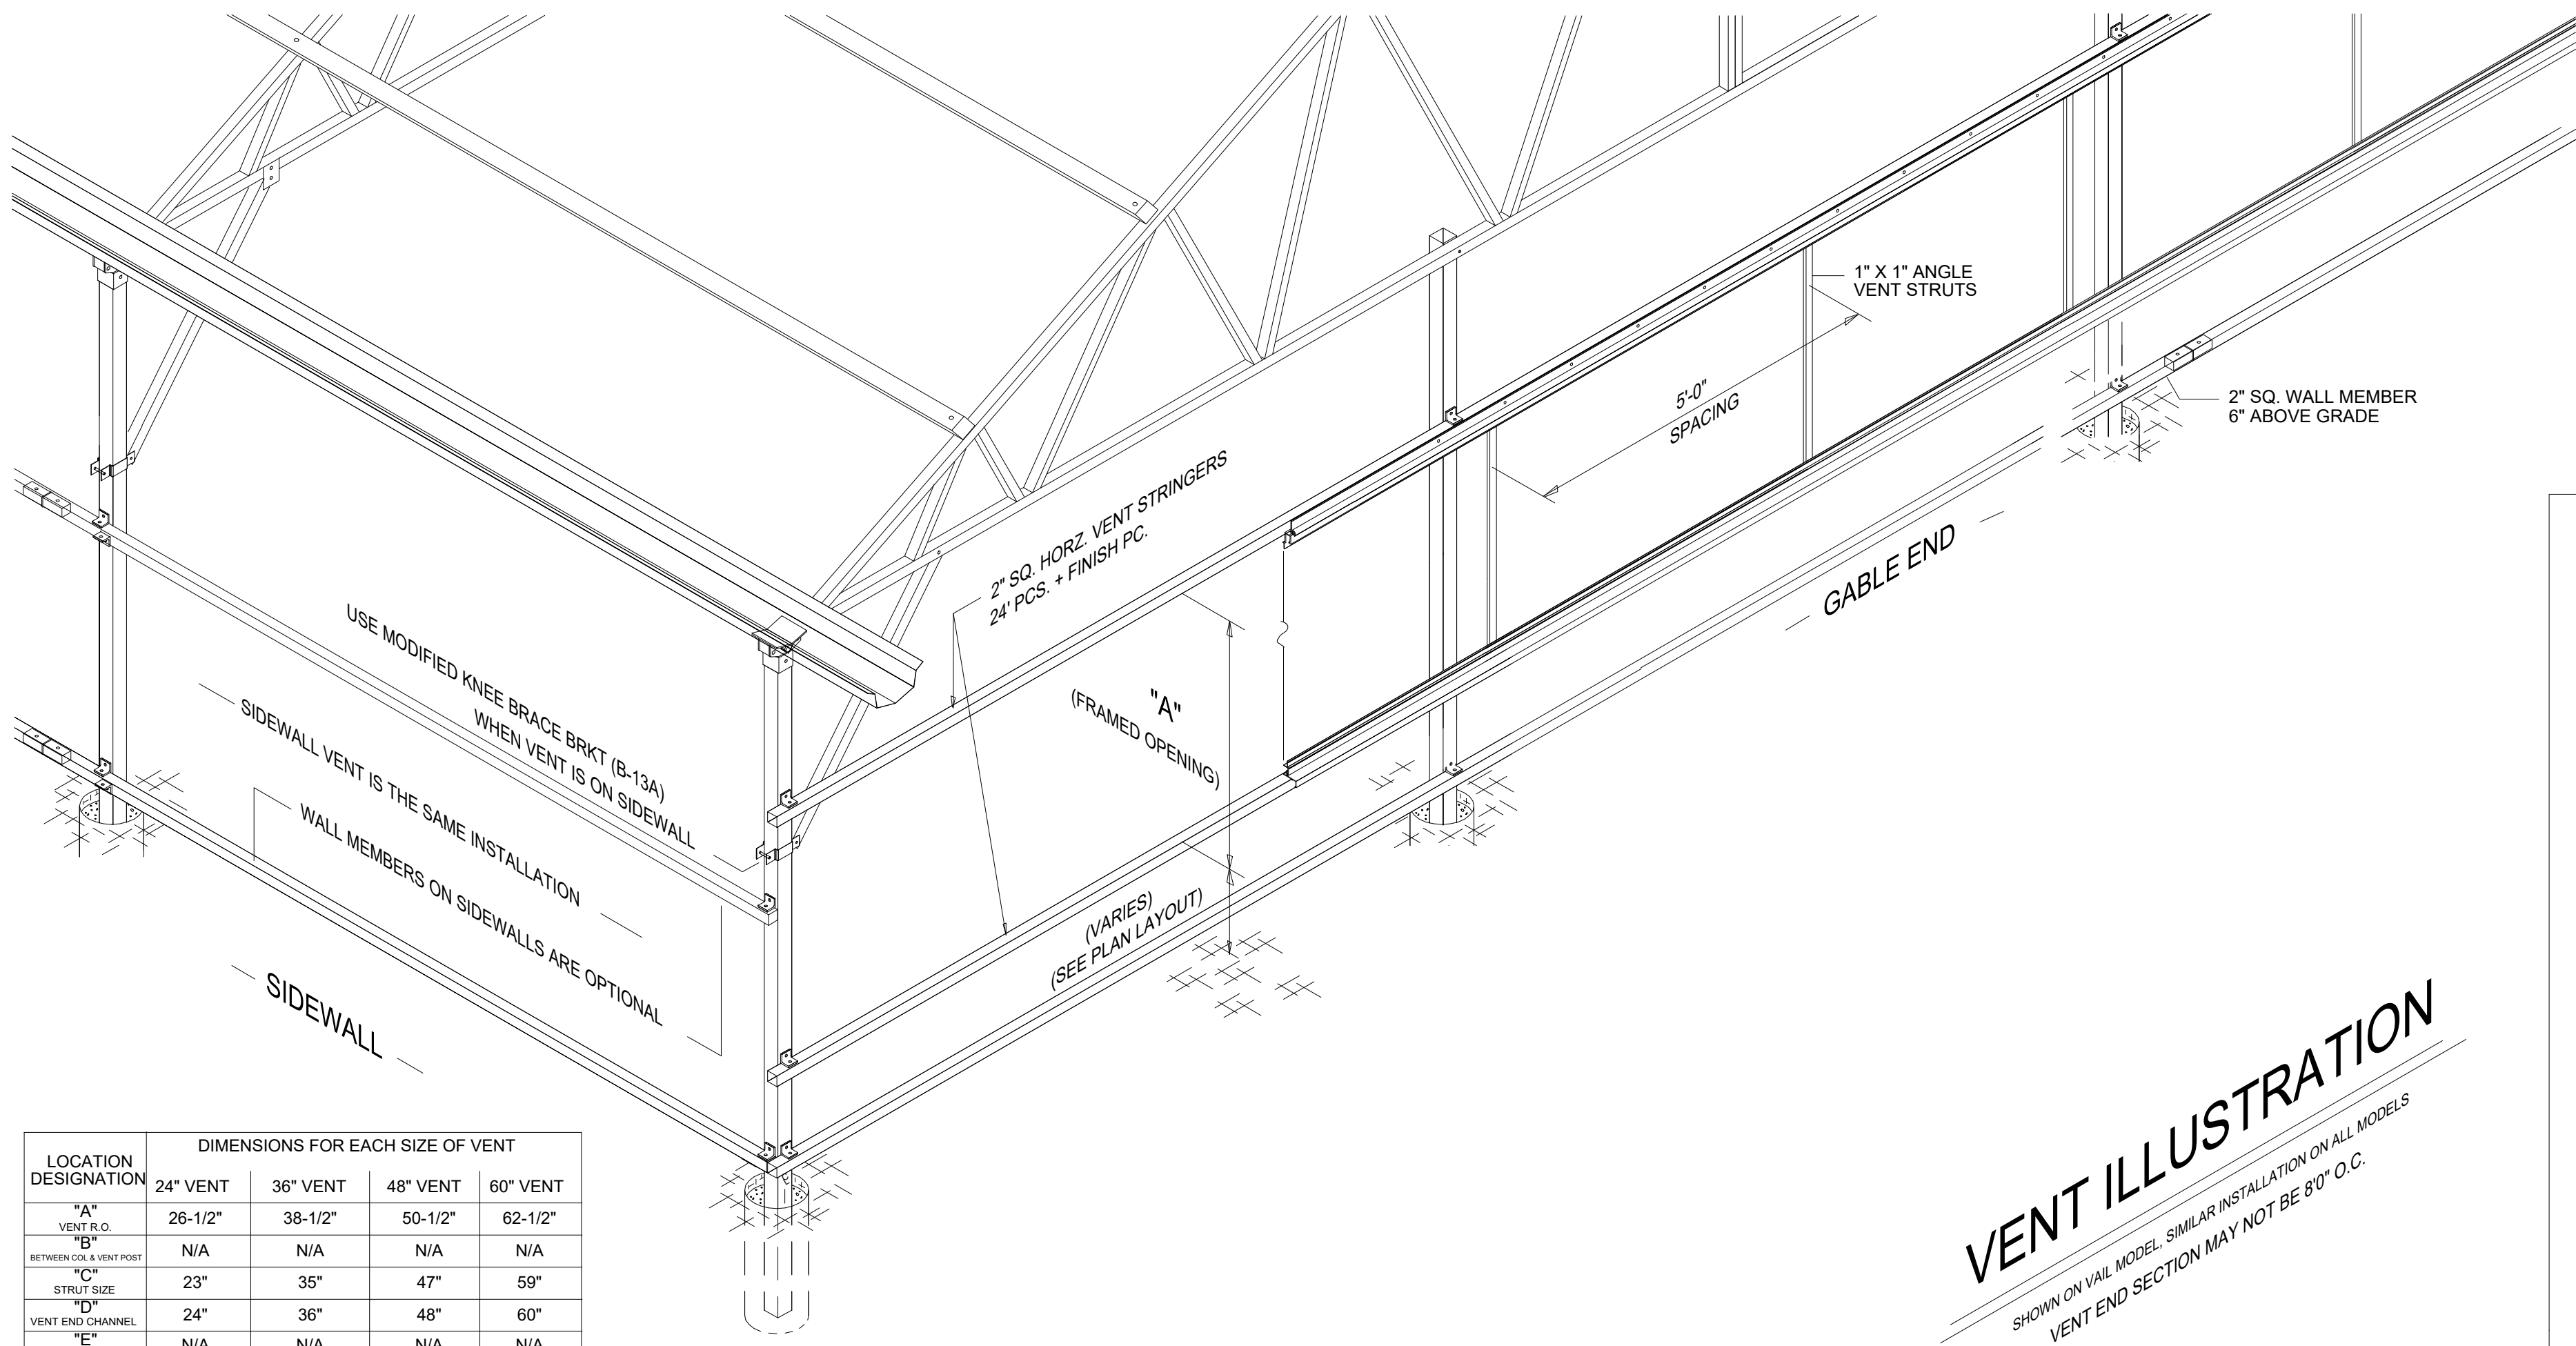 1" X 1" ANGLE
VENT STRUTS
5'-0"
SPACING
2" SQ. WALL MEMBER
6" ABOVE GRADE
2" SQ. HORZ. VENT STRINGERS
24' PCS. + FINISH PC.
GABLE END
USE MODIFIED KNEE BRACE BRKT (B-13A)
WHEN VENT IS ON SIDEWALL
SIDEWALL VENT IS THE SAME INSTALLATION
WALL MEMBERS ON SIDEWALLS ARE OPTIONAL
SIDEWALL
"A"
(FRAMED OPENING)
(VARIES)
(SEE PLAN LAYOUT)
VENT ILLUSTRATION
SHOWN ON VAIL MODEL, SIMILAR INSTALLATION ON ALL MODELS
VENT END SECTION MAY NOT BE 8'0" O.C.
LOCATION
DESIGNATION
DIMENSIONS FOR EACH SIZE OF VENT
24" VENT 36" VENT 48" VENT 60" VENT
"A"
VENT R.O.
26-1/2" 38-1/2" 50-1/2" 62-1/2"
"B"
BETWEEN COL & VENT POST
N/A N/A N/A N/A
"C"
STRUT SIZE
23" 35" 47" 59"
"D"
VENT END CHANNEL
24" 36" 48" 60"
"E"
N/A N/A N/A N/A